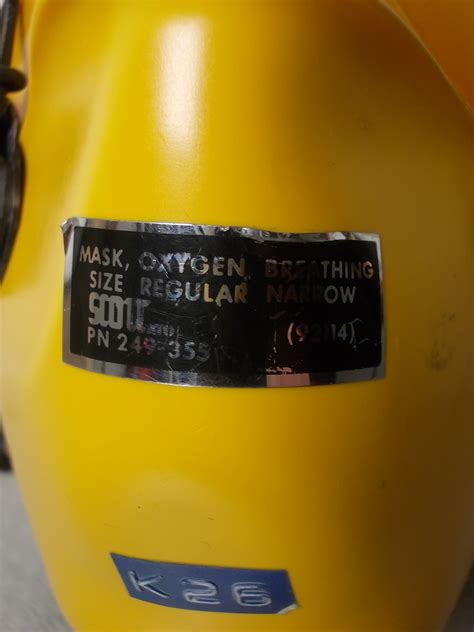 MASK, OXYGEN, BREATHING
SIZE REGULAR NARROW
SCOTT
PN 249-355 (92114)
K26